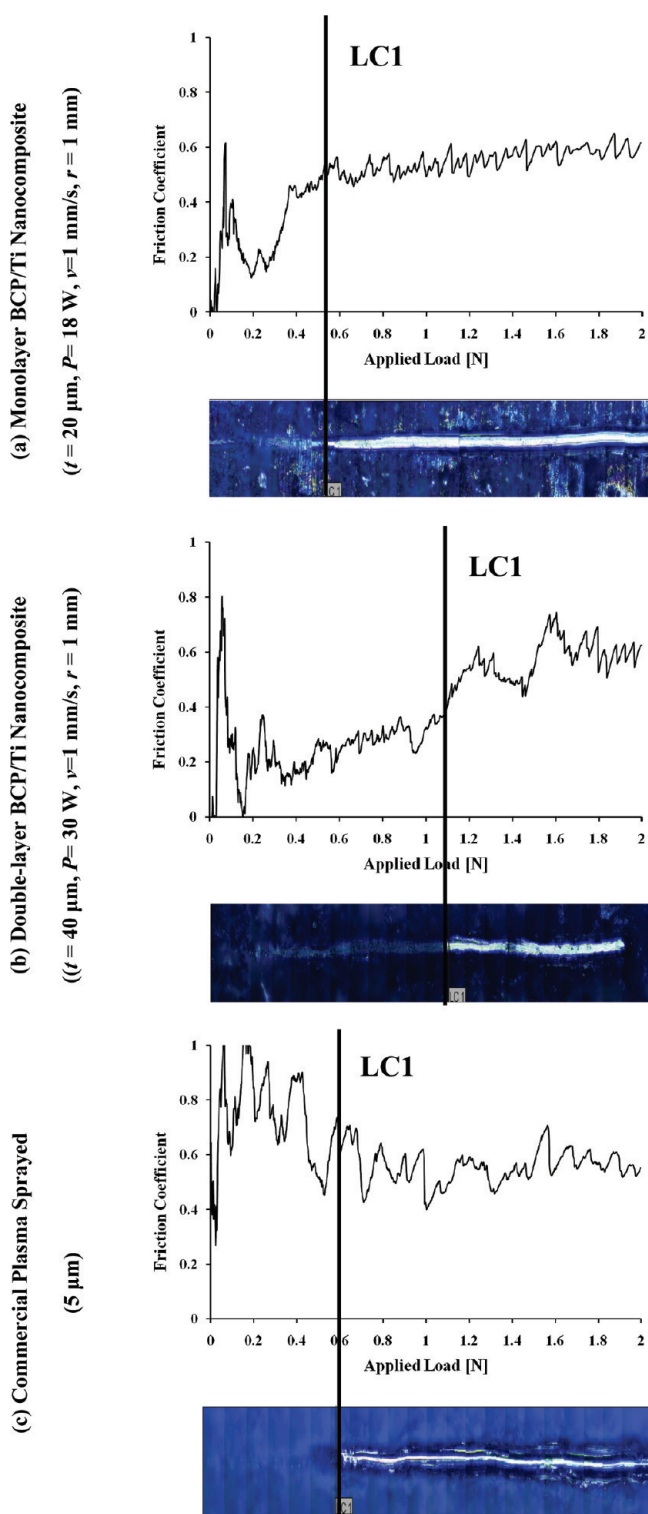 (a) Monolayer BCP/Ti Nanocomposite
(t = 20 μm, P= 18 W, v=1 mm/s, r = 1 mm)
LC1
Friction Coefficient
1
0.8
0.6
0.4
0.2
0
0 0.2 0.4 0.6 0.8 1 1.2 1.4 1.6 1.8 2
Applied Load [N]
LC1
(b) Double-layer BCP/Ti Nanocomposite
((t = 40 μm, P= 30 W, v=1 mm/s, r = 1 mm)
LC1
Friction Coefficient
1
0.8
0.6
0.4
0.2
0
0 0.2 0.4 0.6 0.8 1 1.2 1.4 1.6 1.8 2
Applied Load [N]
LC1
(c) Commercial Plasma Sprayed
(5 μm)
LC1
Friction Coefficient
1
0.8
0.6
0.4
0.2
0
0 0.2 0.4 0.6 0.8 1 1.2 1.4 1.6 1.8 2
Applied Load [N]
LC1